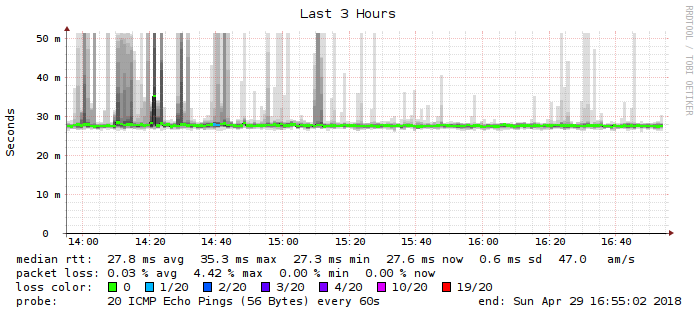 Last 3 Hours
RRDTOOL / TOBI OETIKER
Seconds
50 m
40 m
30 m
20 m
10 m
0
14:00 14:20 14:40 15:00 15:20 15:40 16:00 16:20 16:40
median rtt: 27.8 ms avg 35.3 ms max 27.3 ms min 27.6 ms now 0.6 ms sd 47.0 am/s
packet loss: 0.03 % avg 4.42 % max 0.00 % min 0.00 % now
loss color: 0 1/20 2/20 3/20 4/20 10/20 19/20
probe: 20 ICMP Echo Pings (56 Bytes) every 60s end: Sun Apr 29 16:55:02 2018